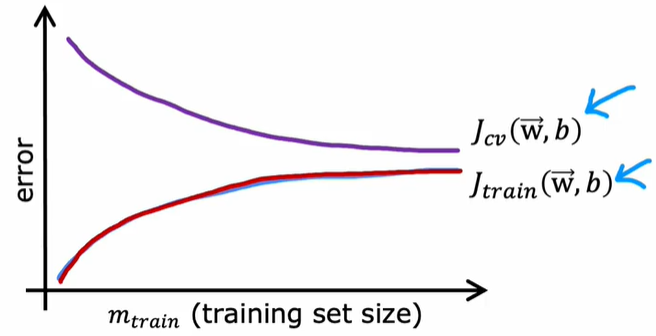 J_cv(w⃗, b)
J_train(w⃗, b)
error
m_train (training set size)